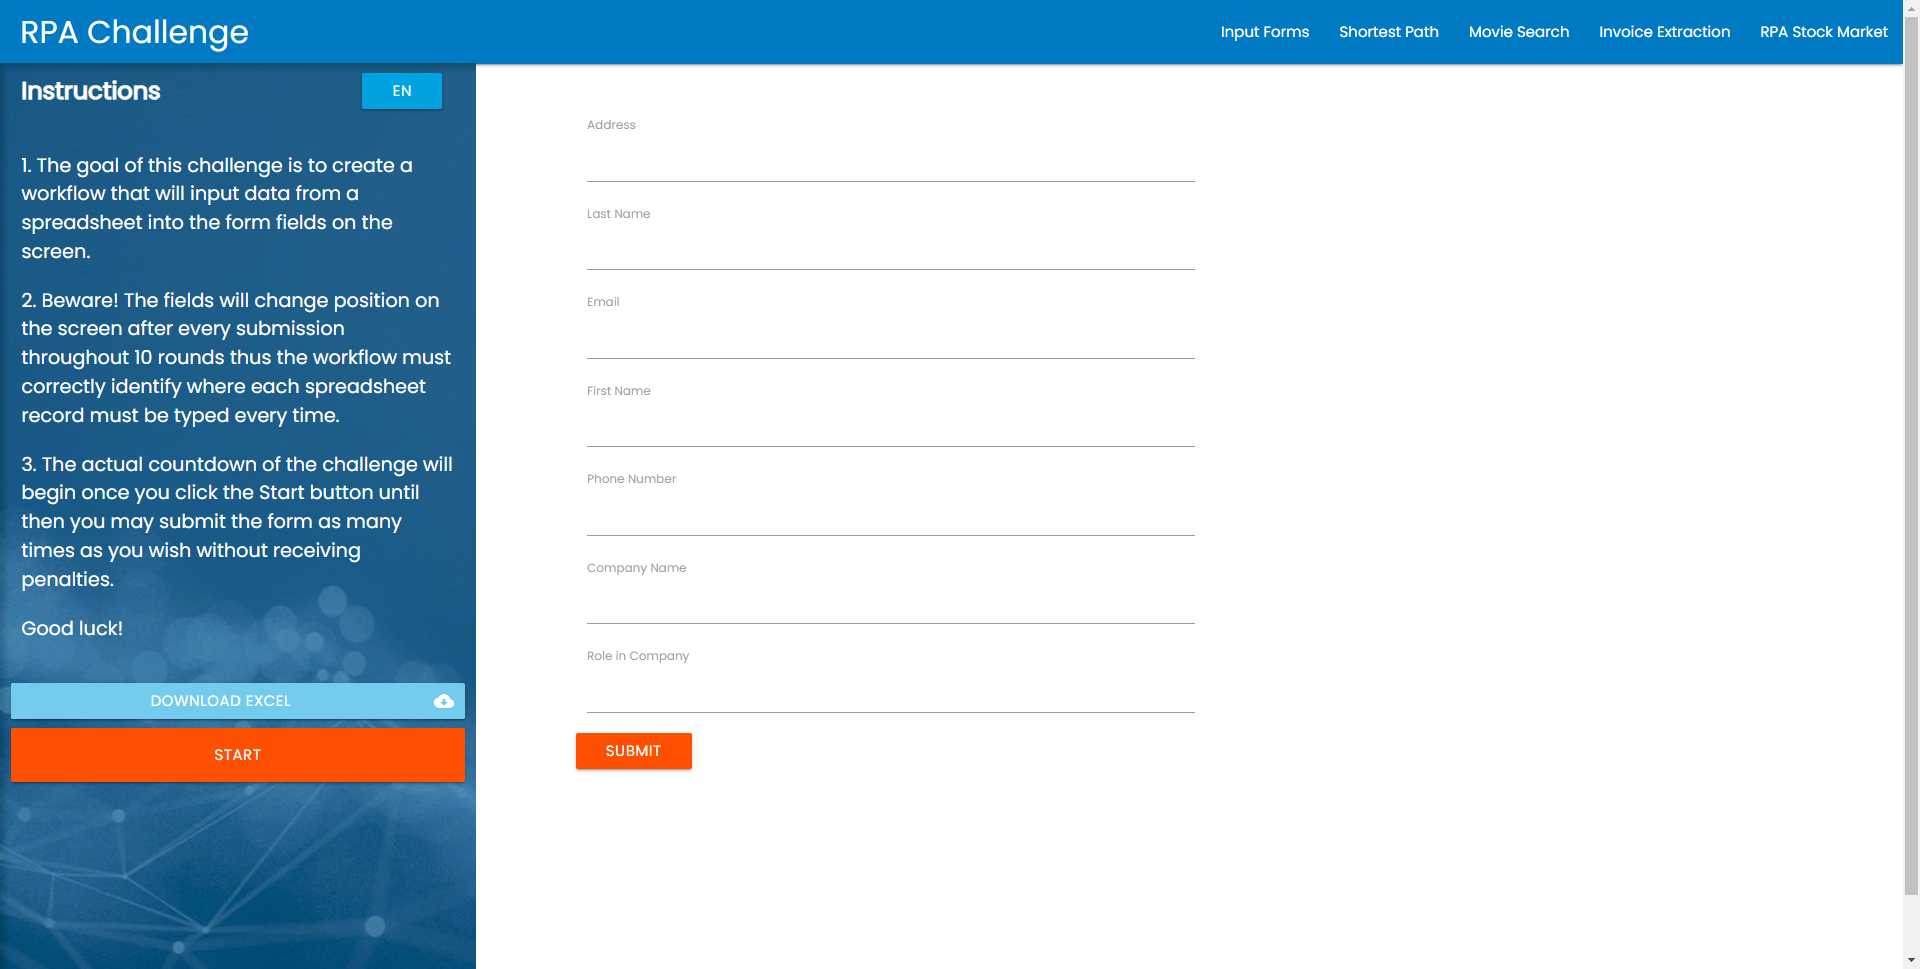 RPA Challenge
Input Forms
Shortest Path
Movie Search
Invoice Extraction
RPA Stock Market
Instructions
EN
1. The goal of this challenge is to create a
workflow that will input data from a
spreadsheet into the form fields on the
screen.
2. Beware! The fields will change position on
the screen after every submission
throughout 10 rounds thus the workflow must
correctly identify where each spreadsheet
record must be typed every time.
3. The actual countdown of the challenge will
begin once you click the Start button until
then you may submit the form as many
times as you wish without receiving
penalties.
Good luck!
DOWNLOAD EXCEL
START
Address
Last Name
Email
First Name
Phone Number
Company Name
Role in Company
SUBMIT